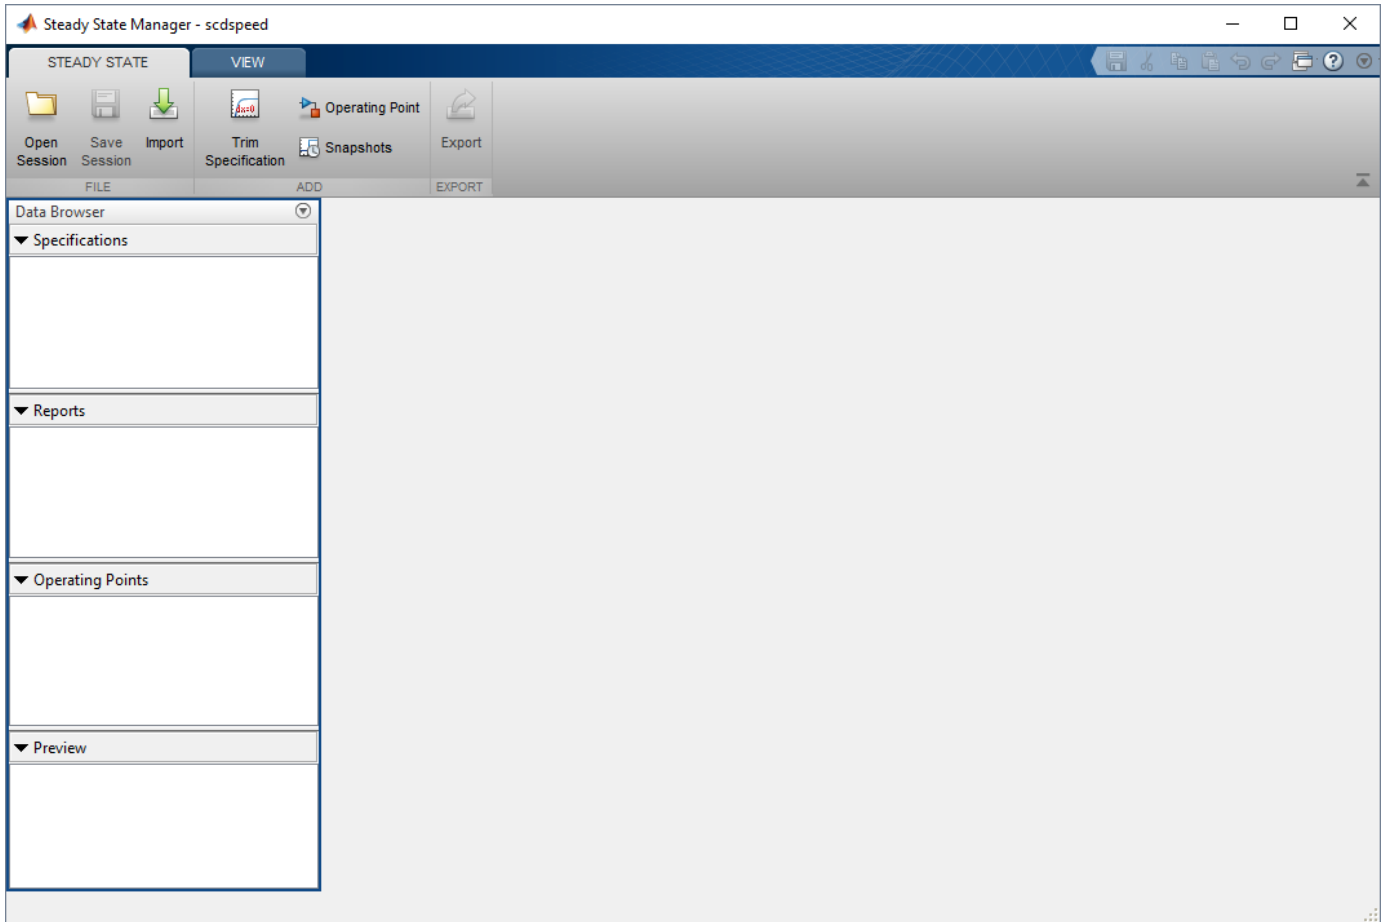 Steady State Manager - scdspeed
STEADY STATE
VIEW
Open
Session
Save
Session
Import
Trim
Specification
Operating Point
Snapshots
Export
FILE
ADD
EXPORT
Data Browser
Specifications
Reports
Operating Points
Preview